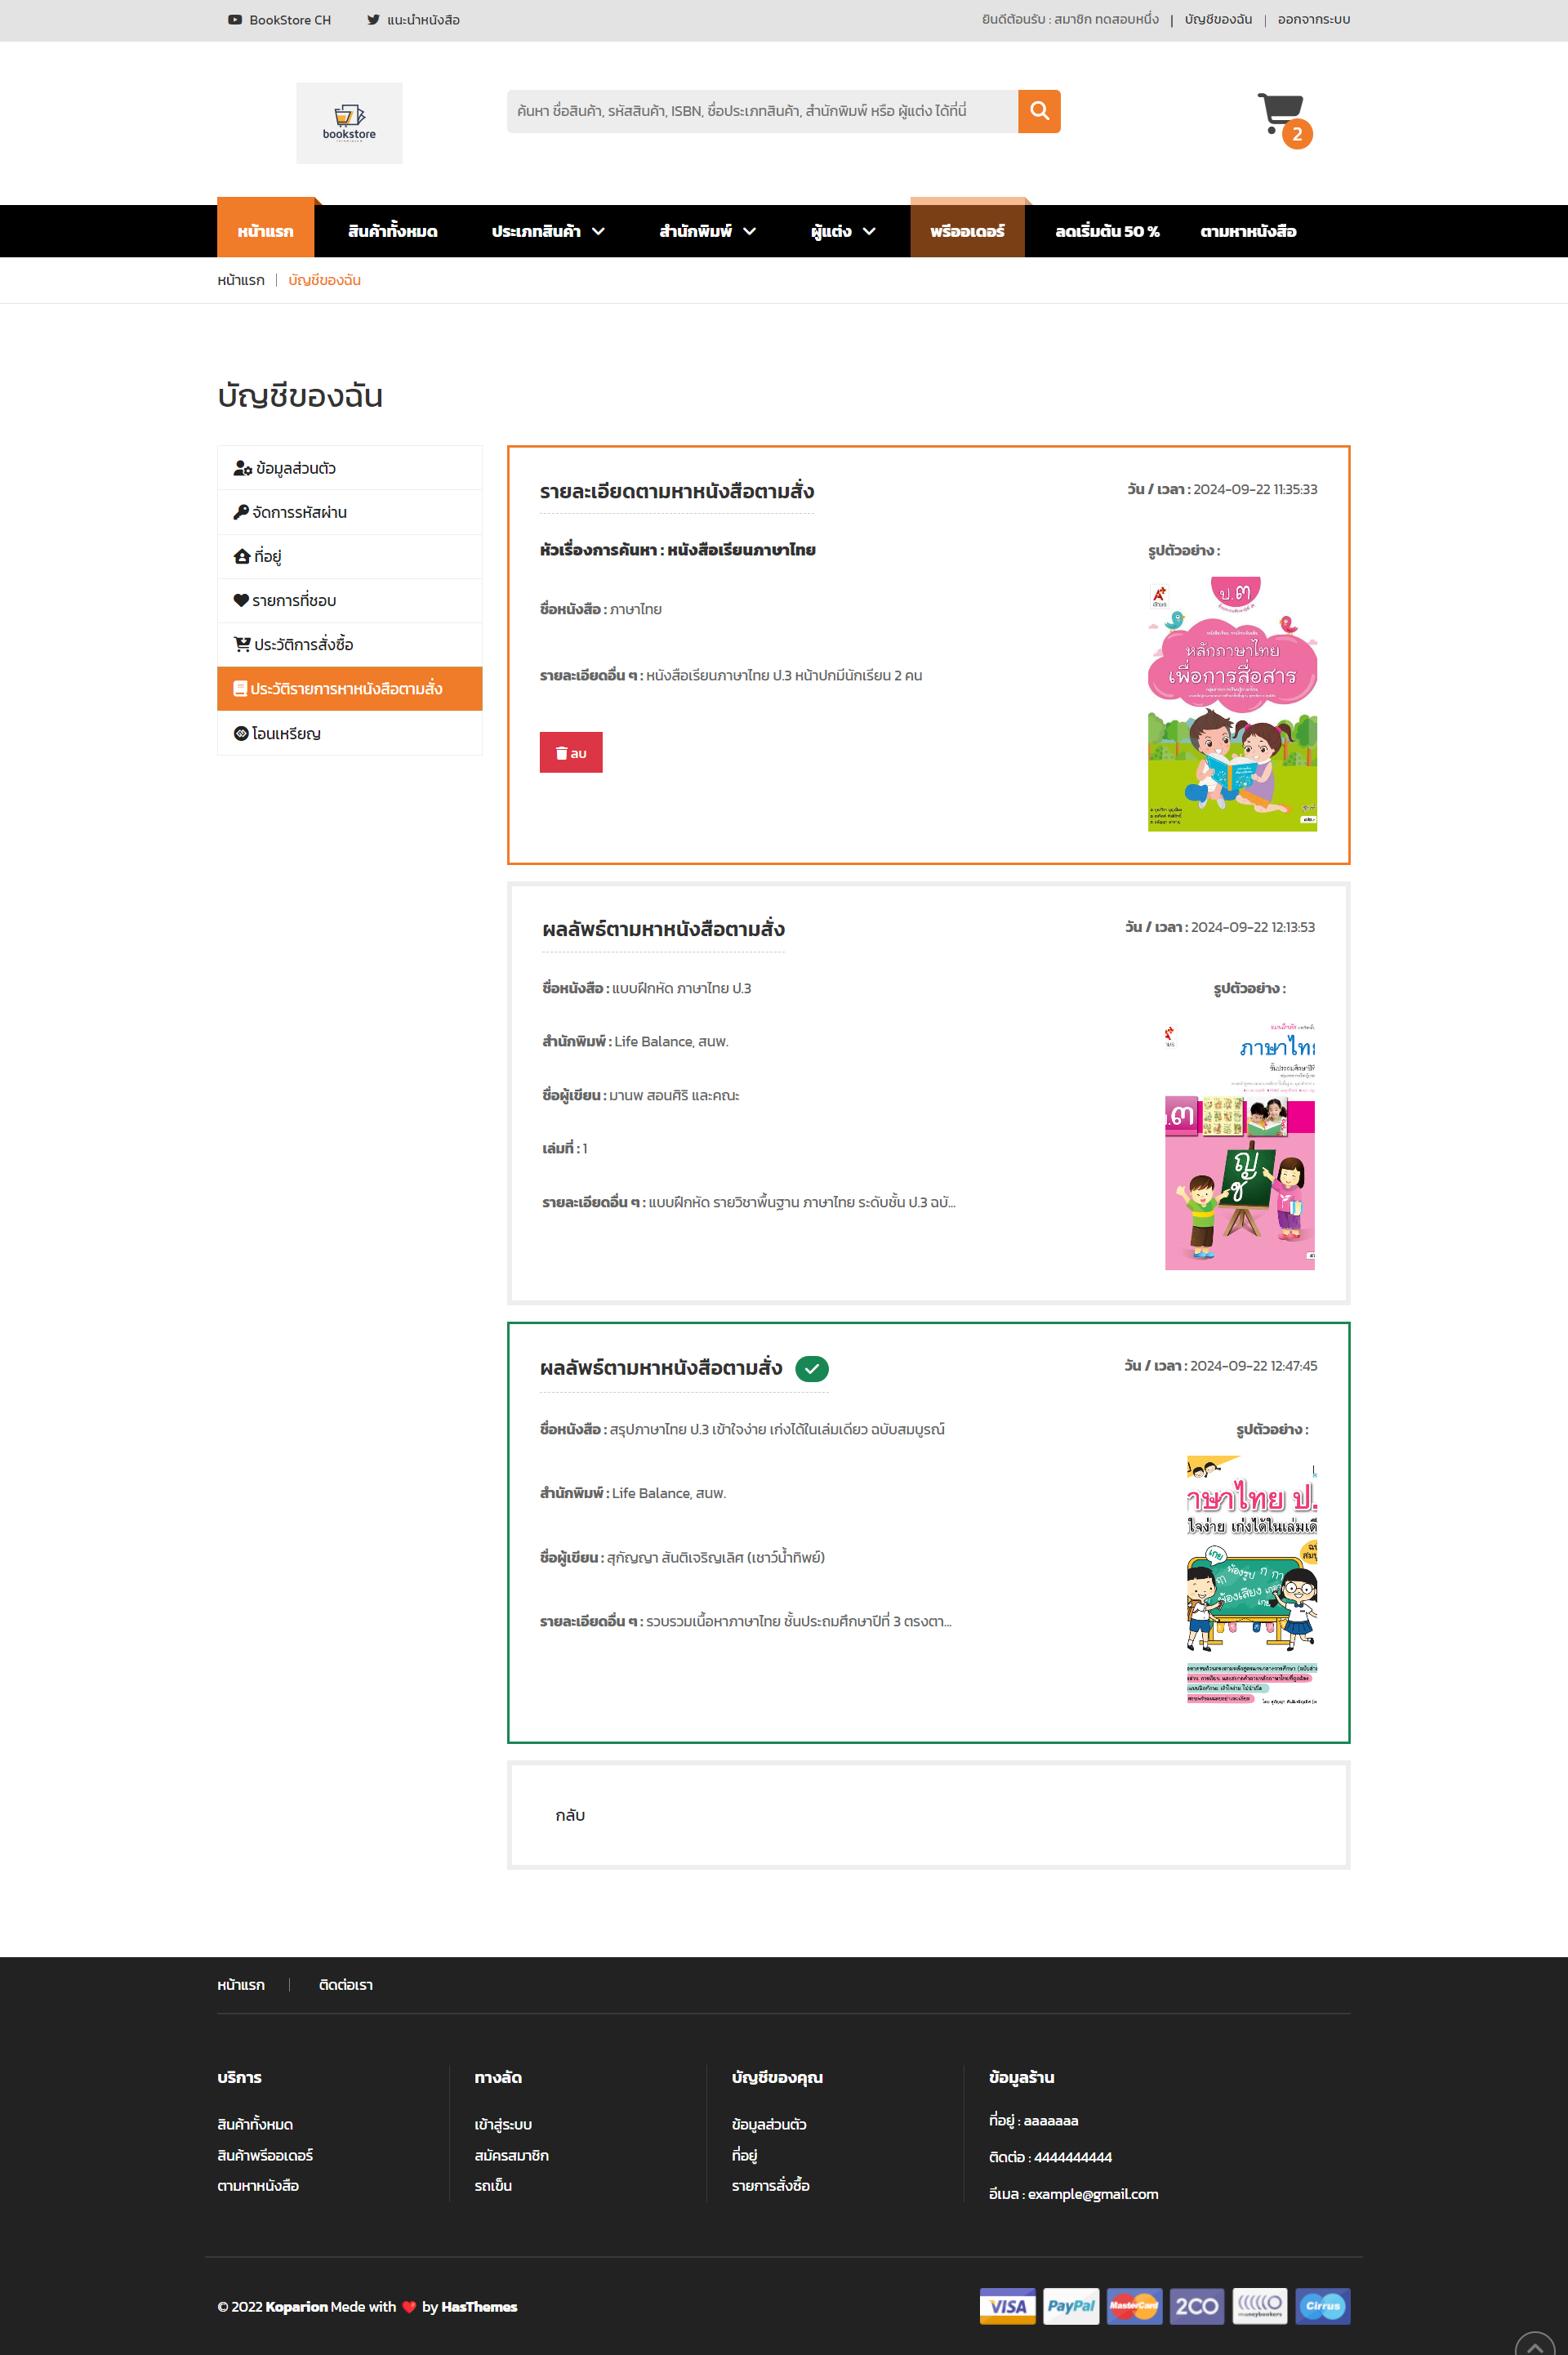 BookStore CH แนะนำหนังสือ ยินดีต้อนรับ : สมาชิก ทดสอบหนึ่ง | บัญชีของฉัน | ออกจากระบบ
bookstore
ค้นหา ชื่อสินค้า, รหัสสินค้า, ISBN, ชื่อประเภทสินค้า, สำนักพิมพ์ หรือ ผู้แต่ง ได้ที่นี่
2
หน้าแรก สินค้าทั้งหมด ประเภทสินค้า สำนักพิมพ์ ผู้แต่ง พรีออเดอร์ ลดเริ่มต้น 50 % ตามหาหนังสือ
หน้าแรก | บัญชีของฉัน
บัญชีของฉัน
ข้อมูลส่วนตัว
จัดการรหัสผ่าน
ที่อยู่
รายการที่ชอบ
ประวัติการสั่งซื้อ
ประวัติรายการหาหนังสือตามสั่ง
โอนเหรียญ
รายละเอียดตามหาหนังสือตามสั่ง
วัน / เวลา : 2024-09-22 11:35:33
หัวเรื่องการค้นหา : หนังสือเรียนภาษาไทย
รูปตัวอย่าง :
ชื่อหนังสือ : ภาษาไทย
รายละเอียดอื่น ๆ : หนังสือเรียนภาษาไทย ป.3 หน้าปกมีนักเรียน 2 คน
ลบ
ป.๓
หลักภาษาไทย
เพื่อการสื่อสาร
ผลลัพธ์ตามหาหนังสือตามสั่ง
วัน / เวลา : 2024-09-22 12:13:53
ชื่อหนังสือ : แบบฝึกหัด ภาษาไทย ป.3
รูปตัวอย่าง :
สำนักพิมพ์ : Life Balance, สนพ.
ชื่อผู้เขียน : มานพ สอนศิริ และคณะ
เล่มที่ : 1
รายละเอียดอื่น ๆ : แบบฝึกหัด รายวิชาพื้นฐาน ภาษาไทย ระดับชั้น ป.3 ฉบั...
ภาษาไทย
.๓
ญ
ช
ผลลัพธ์ตามหาหนังสือตามสั่ง
วัน / เวลา : 2024-09-22 12:47:45
ชื่อหนังสือ : สรุปภาษาไทย ป.3 เข้าใจง่าย เก่งได้ในเล่มเดียว ฉบับสมบูรณ์
รูปตัวอย่าง :
สำนักพิมพ์ : Life Balance, สนพ.
ชื่อผู้เขียน : สุกัญญา สันติเจริญเลิศ (เชาว์น้ำทิพย์)
รายละเอียดอื่น ๆ : รวบรวมเนื้อหาภาษาไทย ชั้นประถมศึกษาปีที่ 3 ตรงตา...
าษาไทย ป.
ใจง่าย เก่งได้ในเล่มเดี
กลับ
หน้าแรก | ติดต่อเรา
บริการ
สินค้าทั้งหมด
สินค้าพรีออเดอร์
ตามหาหนังสือ
ทางลัด
เข้าสู่ระบบ
สมัครสมาชิก
รถเข็น
บัญชีของคุณ
ข้อมูลส่วนตัว
ที่อยู่
รายการสั่งซื้อ
ข้อมูลร้าน
ที่อยู่ : aaaaaaa
ติดต่อ : 4444444444
อีเมล : example@gmail.com
© 2022 Koparion Made with ❤️ by HasThemes
VISA PayPal MasterCard 2CO moneybookers Cirrus